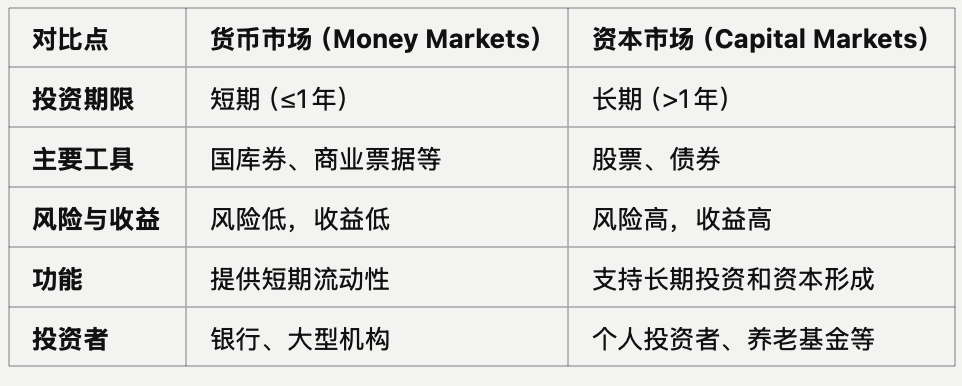 对比点 货币市场（Money Markets） 资本市场（Capital Markets）
投资期限 短期（≤1年） 长期（>1年）
主要工具 国库券、商业票据等 股票、债券
风险与收益 风险低，收益低 风险高，收益高
功能 提供短期流动性 支持长期投资和资本形成
投资者 银行、大型机构 个人投资者、养老基金等